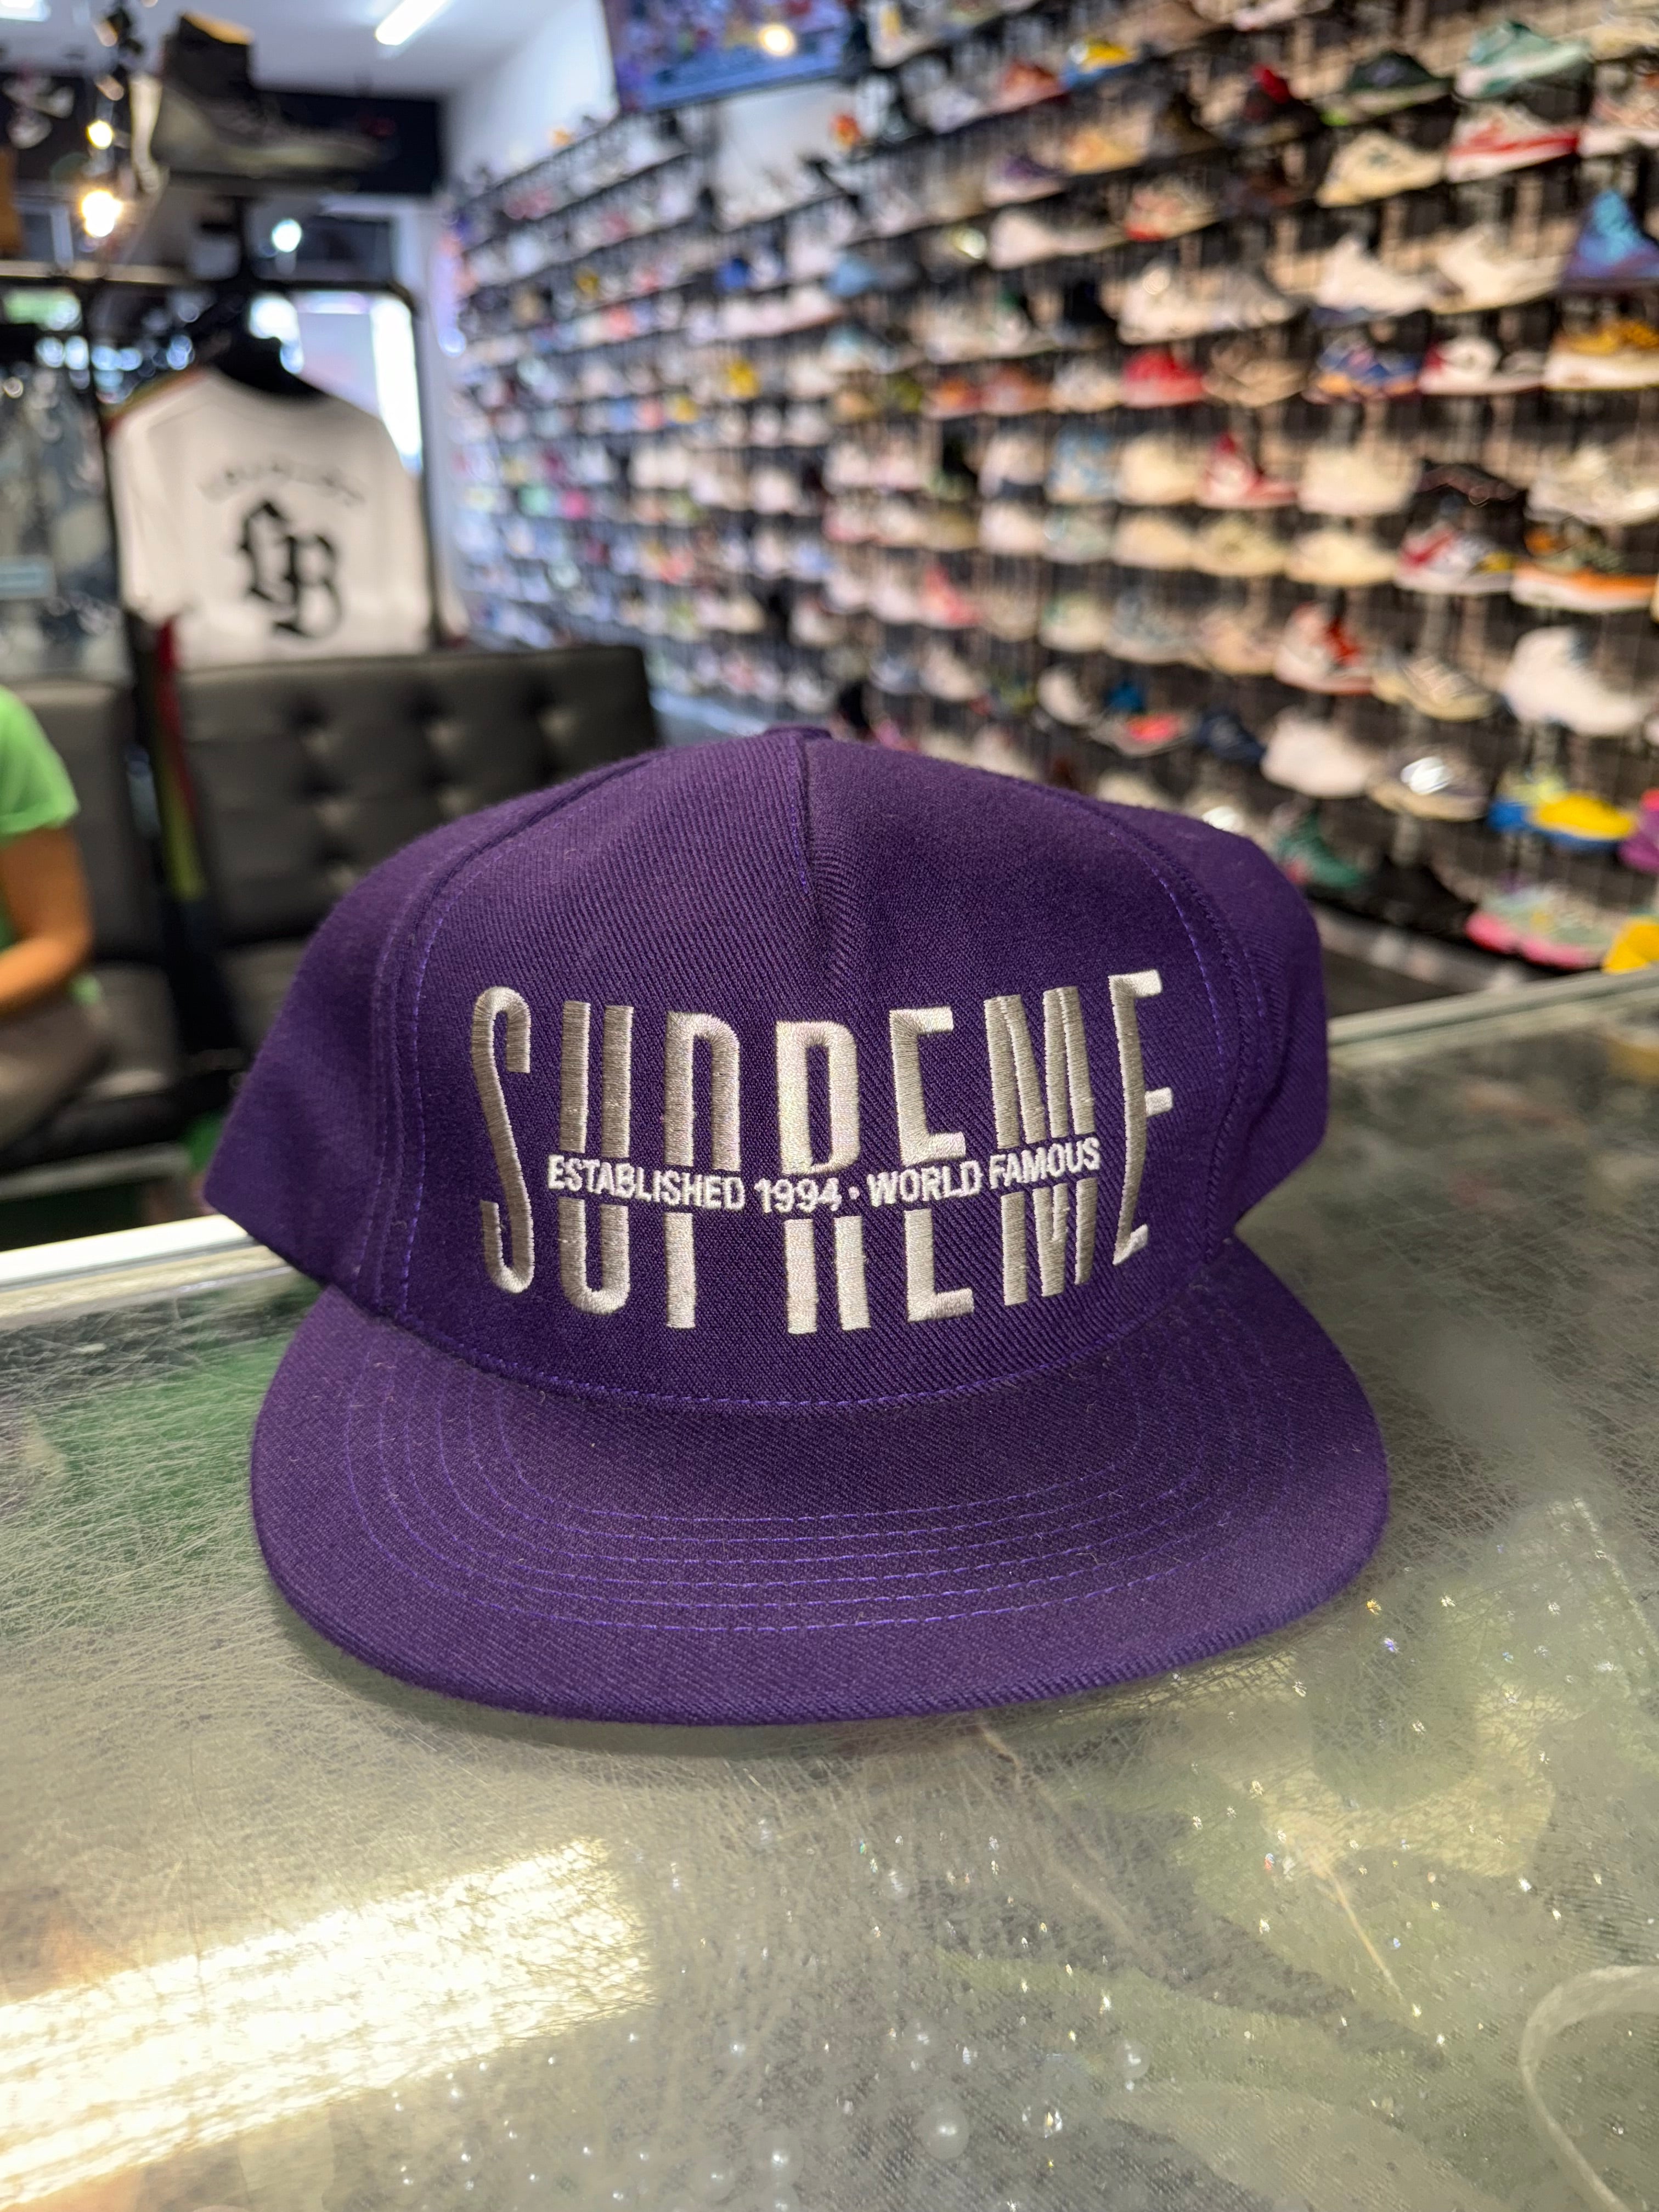 SUPREME
ESTABLISHED 1994 • WORLD FAMOUS